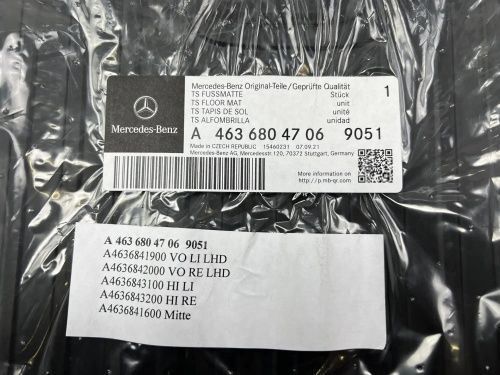 Mercedes-Benz Original-Teile/Geprüfte Qualität 1
TS FUSSMATTE Stück
TS FLOOR MAT unit
TS TAPIS DE SOL unité
TS ALFOMBRILLA unidad
Mercedes-Benz
A 463 680 47 06 9051
Made in CZECH REPUBLIC 15460231 07.09.21
Mercedes-Benz AG, Mercedesstr.120, 70372 Stuttgart, Germany
More information on
http://p.mb-qr.com
A 463 680 47 06 9051
A4636841900 VO LI LHD
A4636842000 VO RE LHD
A4636843100 HI LI
A4636843200 HI RE
A4636841600 Mitte